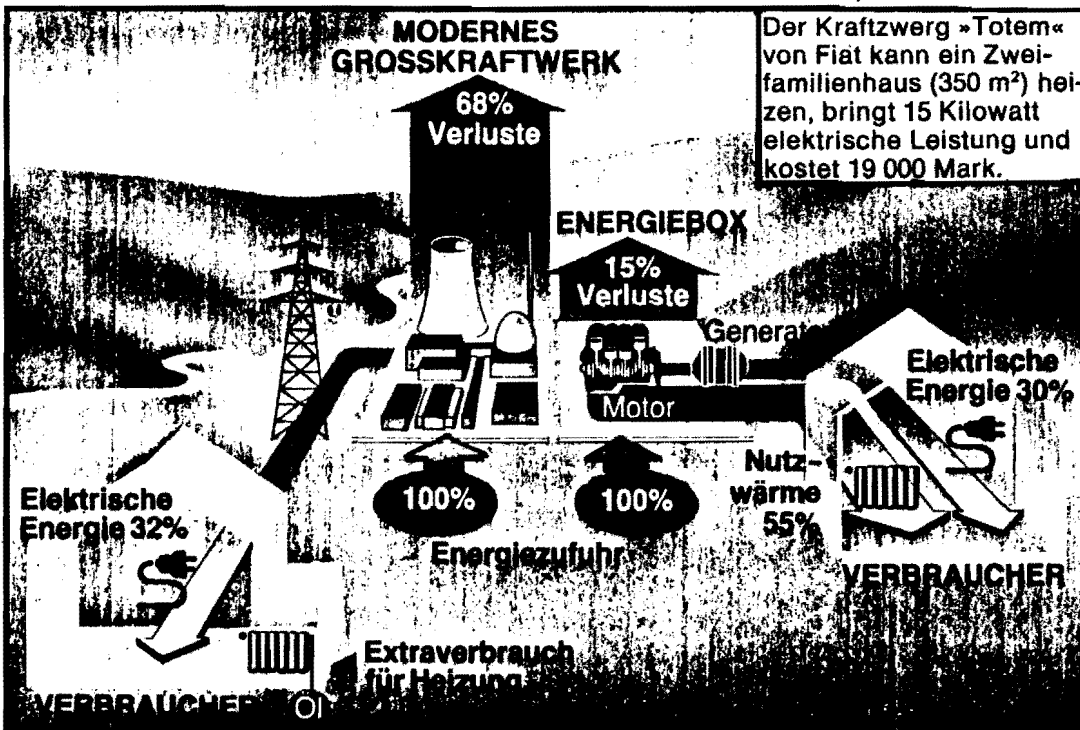 MODERNES
GROSSKRAFTWERK
68%
Verluste
Der Kraftzwerg »Totem«
von Fiat kann ein Zwei-
familienhaus (350 m²) hei-
zen, bringt 15 Kilowatt
elektrische Leistung und
kostet 19 000 Mark.
ENERGIEBOX
15%
Verluste
Motor
Elektrische
Energie 30%
Nutz-
wärme
55%
VERBRAUCHER
100%
100%
Energiezufuhr
Elektrische
Energie 32%
Extraverbrauch
für Heizung
VERBRAUCHER
Öl